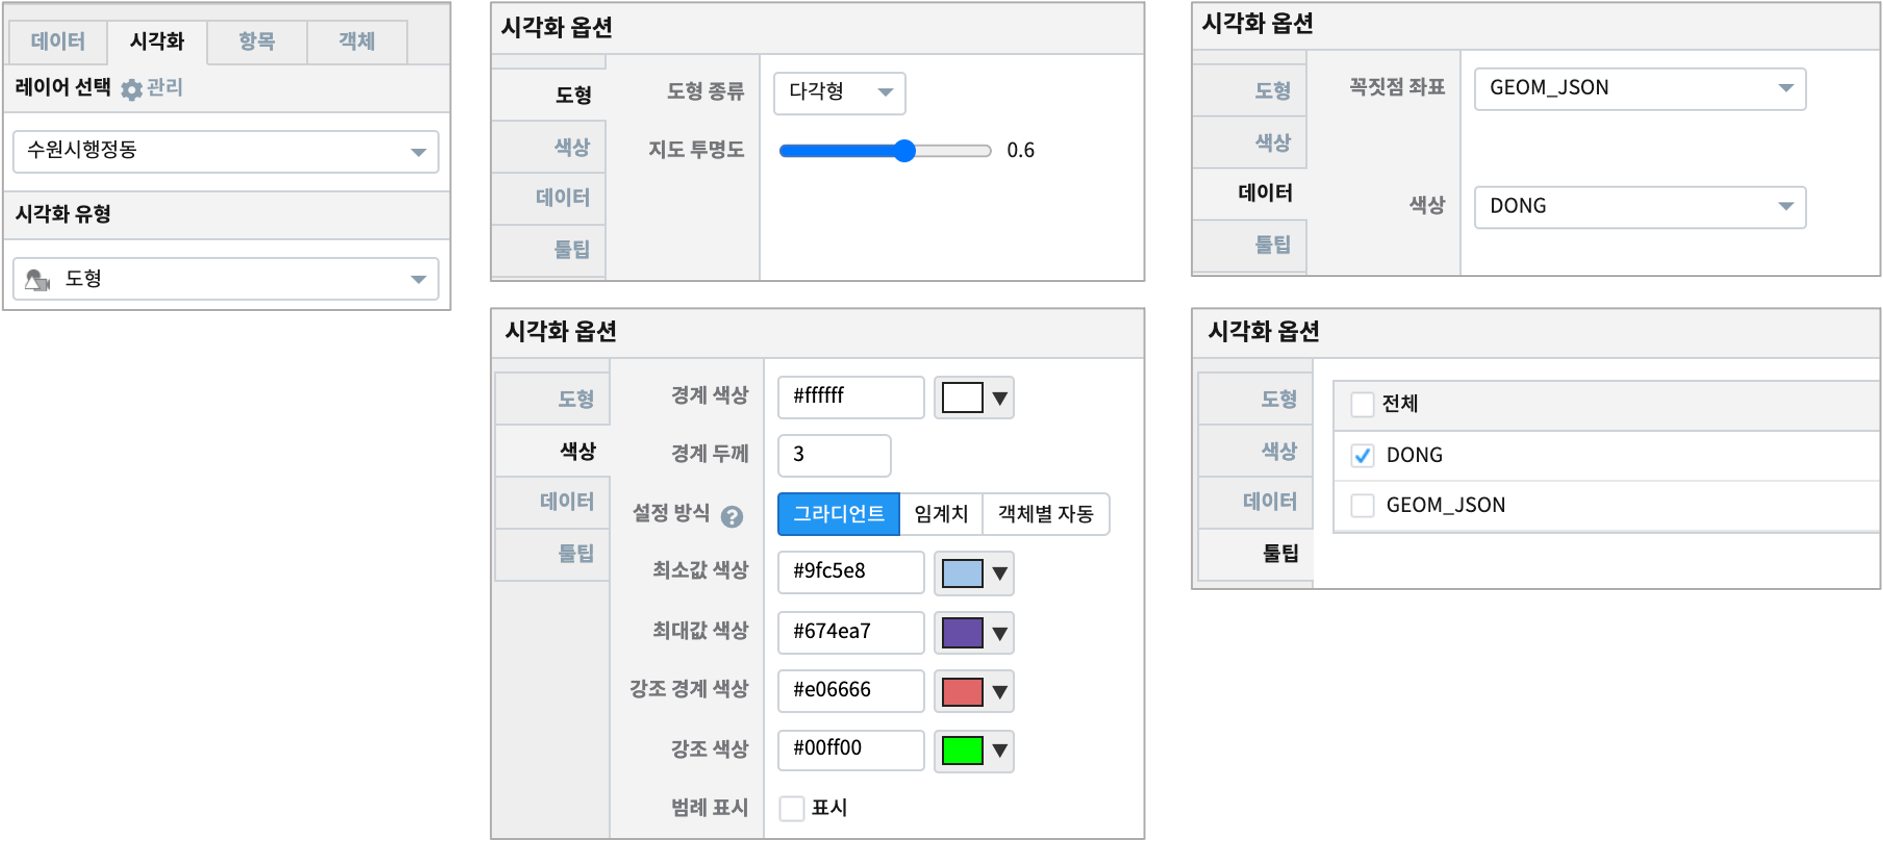 데이터 시각화 항목 객체
레이어 선택 관리
수원시행정동
시각화 유형
도형
시각화 옵션
도형
색상
데이터
툴팁
도형 종류 다각형
지도 투명도 0.6
시각화 옵션
도형
색상
데이터
툴팁
꼭짓점 좌표 GEOM_JSON
색상 DONG
시각화 옵션
도형
색상
데이터
툴팁
경계 색상 #ffffff
경계 두께 3
설정 방식 ? 그라디언트 임계치 객체별 자동
최소값 색상 #9fc5e8
최대값 색상 #674ea7
강조 경계 색상 #e06666
강조 색상 #00ff00
범례 표시 표시
시각화 옵션
도형
색상
데이터
툴팁
전체
DONG
GEOM_JSON